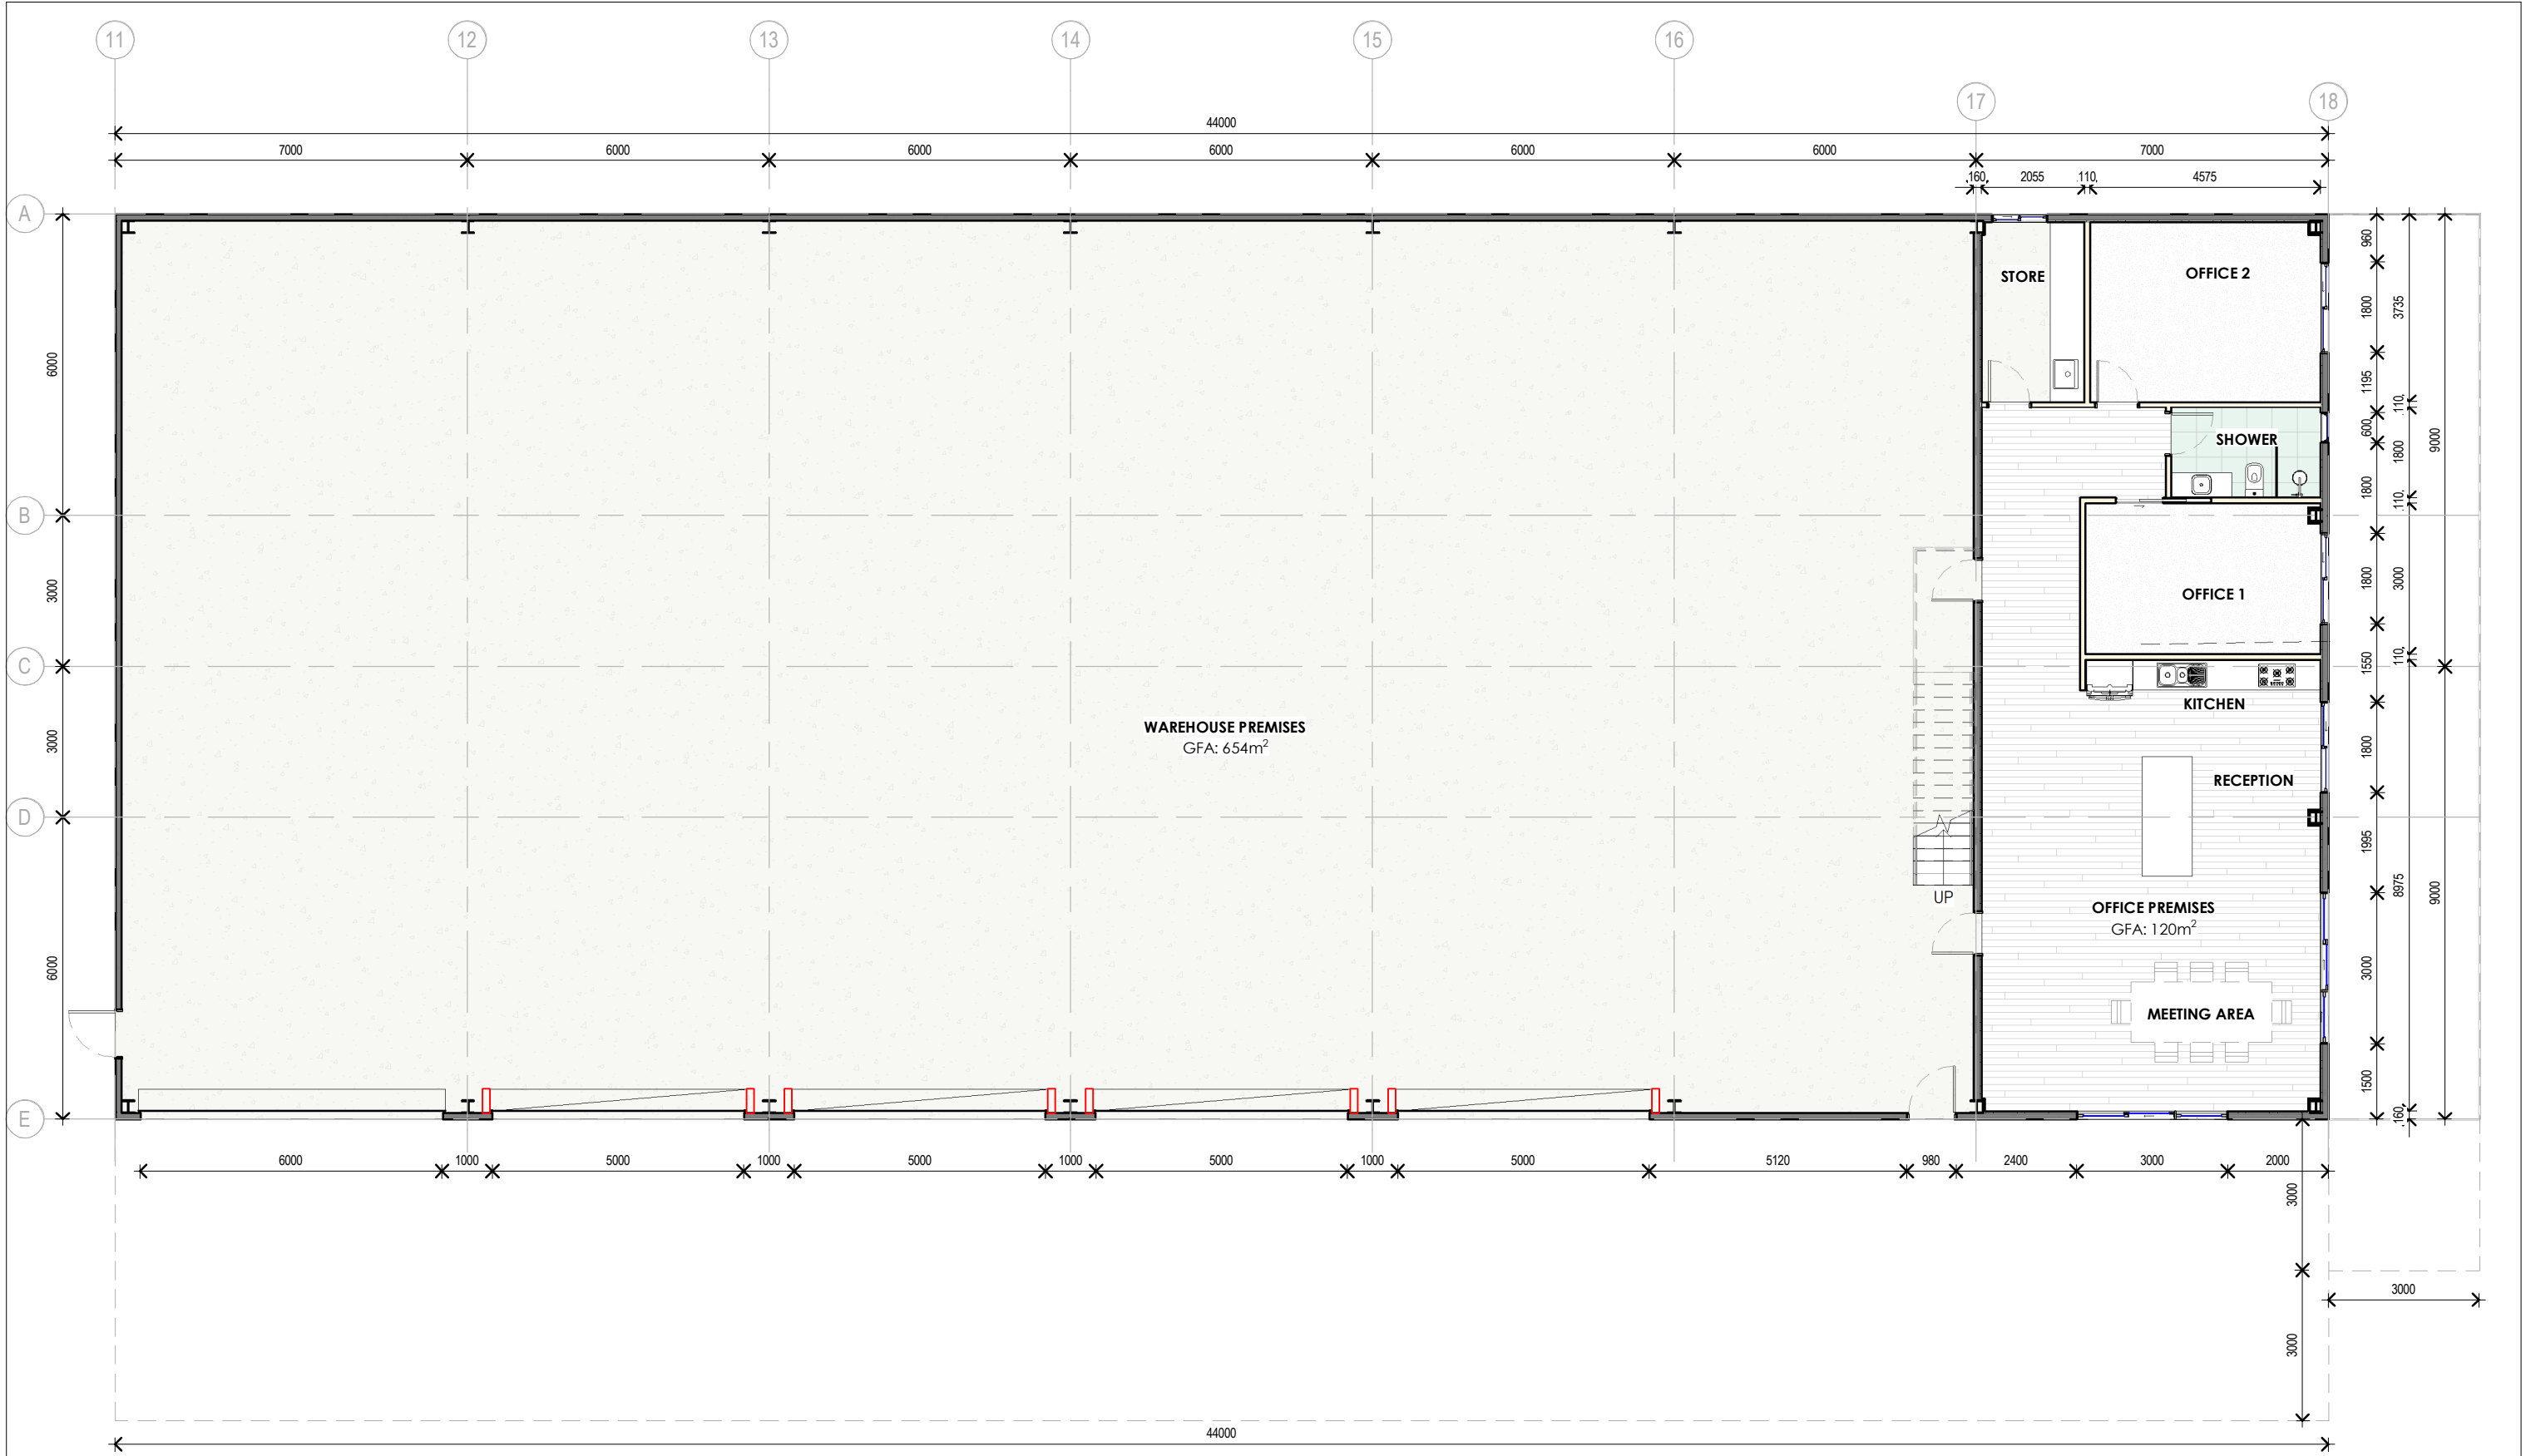 11 12 13 14 15 16
17 18
44000
7000 6000 6000 6000 6000 6000 7000
160 2055 110 4575
A
B
C
D
E
6000
3000
3000
6000
STORE
OFFICE 2
SHOWER
OFFICE 1
KITCHEN
RECEPTION
WAREHOUSE PREMISES
GFA: 654m²
UP
OFFICE PREMISES
GFA: 120m²
MEETING AREA
960
1800
1195
600
1800
1800
1550
1800
1995
3000
1500
3735
110
1800
110
3000
110
8975
160
9000
9000
6000 1000 5000 1000 5000 1000 5000 1000 5000 5120 980 2400 3000 2000
3000
3000
3000
44000